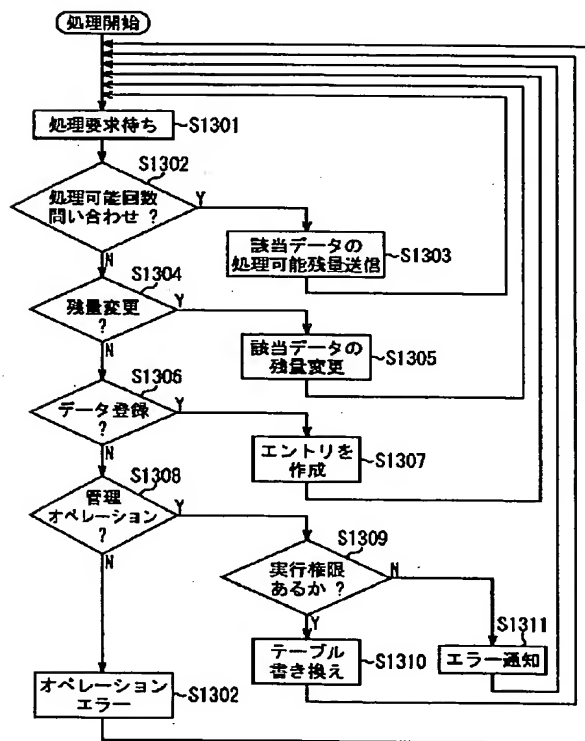 処理開始
処理要求待ち
S1301
S1302
処理可能回数
問い合わせ ?
Y
N
該当データの
処理可能残量送信
S1303
S1304
残量変更
?
Y
N
該当データの
残量変更
S1305
S1306
データ登録
?
Y
N
エントリを
作成
S1307
S1308
管理
オペレーション
?
Y
N
S1309
実行権限
あるか ?
N
Y
テーブル
書き換え
S1310
S1311
エラー通知
オペレーション
エラー
S1302